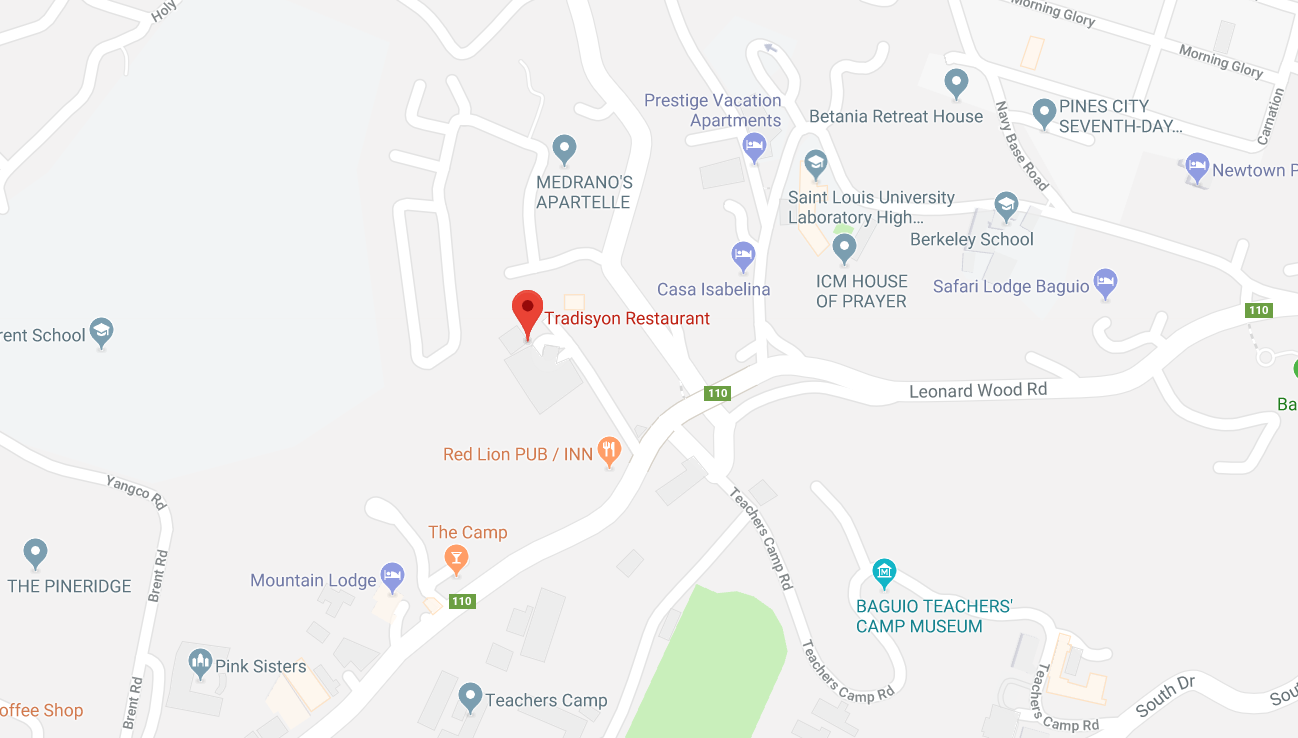 Holy
Morning Glory
Morning Glory
Carnation
Prestige Vacation
Apartments
Betania Retreat House
PINES CITY
SEVENTH-DAY...
Navy Base Road
MEDRANO'S
APARTELLE
Saint Louis University
Laboratory High...
Newtown P
Berkeley School
Casa Isabelina
ICM HOUSE
OF PRAYER
Safari Lodge Baguio
110
rent School
Tradisyon Restaurant
110
Leonard Wood Rd
Ba
Red Lion PUB / INN
Yangco Rd
Teachers Camp Rd
The Camp
Mountain Lodge
110
THE PINERIDGE
Brent Rd
BAGUIO TEACHERS'
CAMP MUSEUM
Pink Sisters
Teachers Camp Rd
Teachers Camp
Teachers Camp Rd
South Dr
Sou
offee Shop
Brent Rd